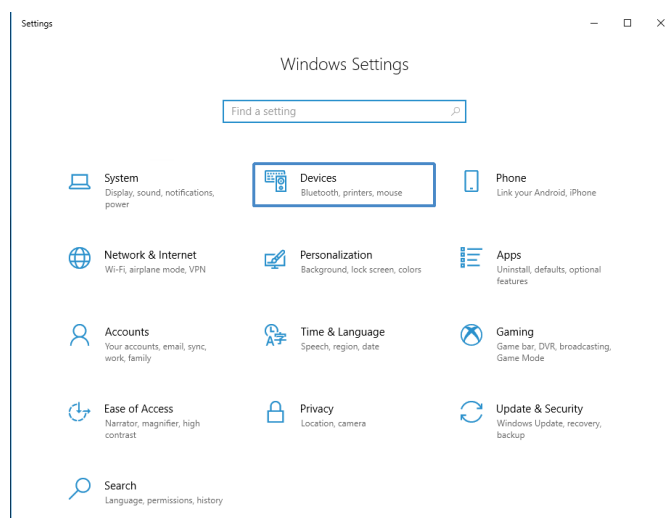 Settings
Windows Settings
Find a setting
System
Display, sound, notifications,
power
Devices
Bluetooth, printers, mouse
Phone
Link your Android, iPhone
Network & Internet
Wi-Fi, airplane mode, VPN
Personalization
Background, lock screen, colors
Apps
Uninstall, defaults, optional
features
Accounts
Your accounts, email, sync,
work, family
Time & Language
Speech, region, date
Gaming
Game bar, DVR, broadcasting,
Game Mode
Ease of Access
Narrator, magnifier, high
contrast
Privacy
Location, camera
Update & Security
Windows Update, recovery,
backup
Search
Language, permissions, history